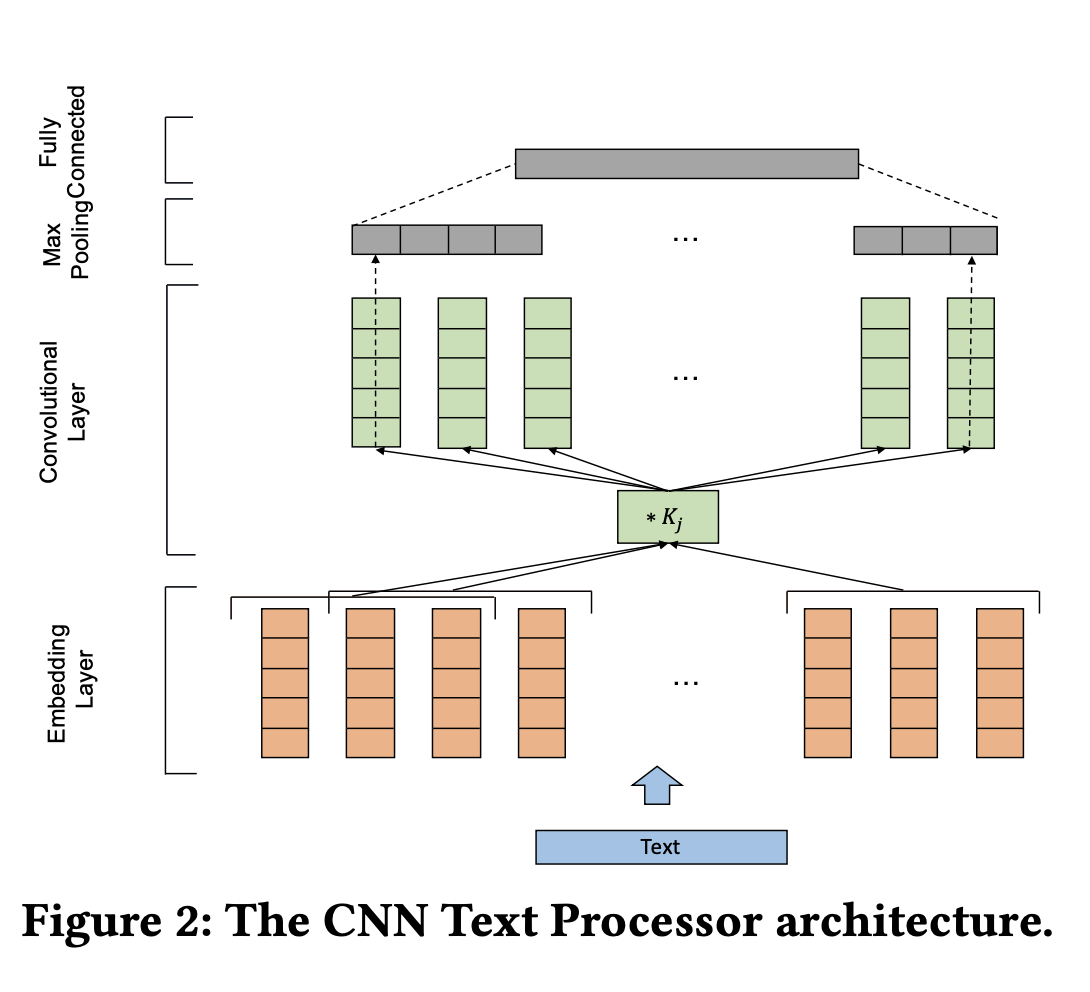 Fully
Connected
Max
Pooling
...
Convolutional
Layer
...
* K_j
Embedding
Layer
...
Text
Figure 2: The CNN Text Processor architecture.